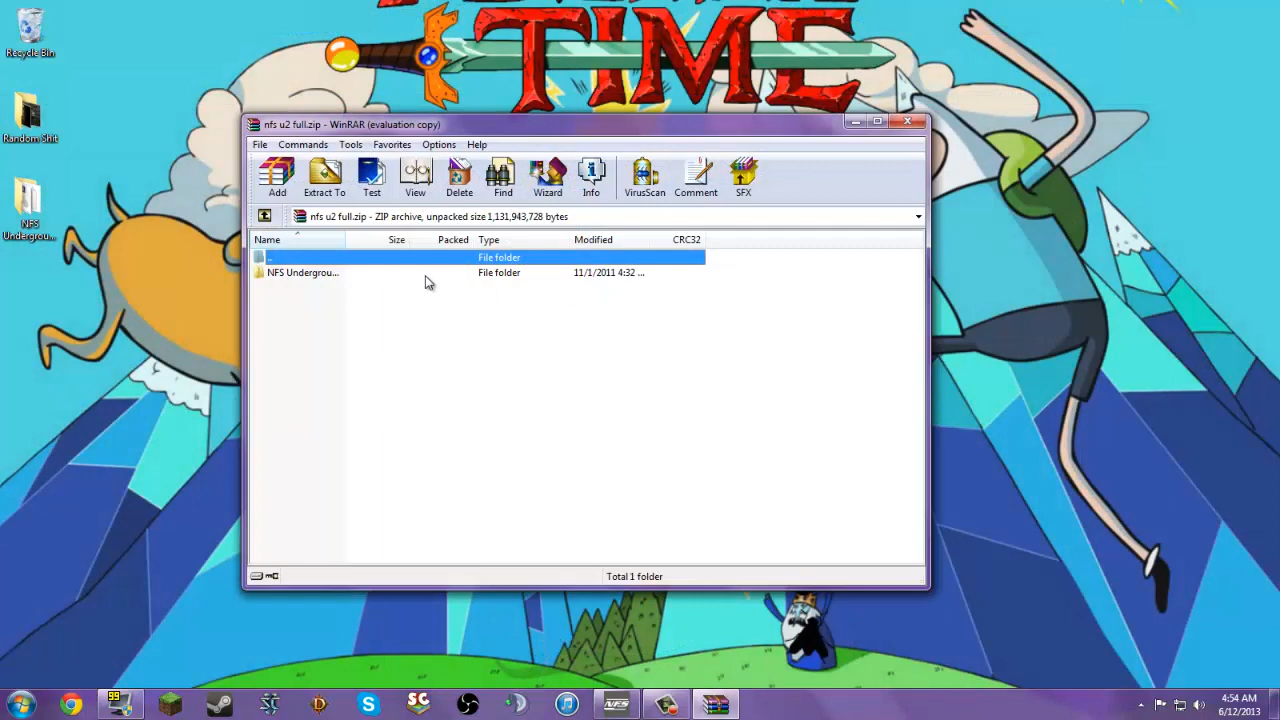 TIME
Recycle Bin
Random Shit
NFS
Undergrou...
nfs u2 full.zip - WinRAR (evaluation copy)
File Commands Tools Favorites Options Help
Add Extract To Test View Delete Find Wizard Info VirusScan Comment SFX
nfs u2 full.zip - ZIP archive, unpacked size 1,131,943,728 bytes
Name Size Packed Type Modified CRC32
.. File folder
NFS Undergrou... File folder 11/1/2011 4:32 ...
Total 1 folder
99 SC NFS
4:54 AM
6/12/2013